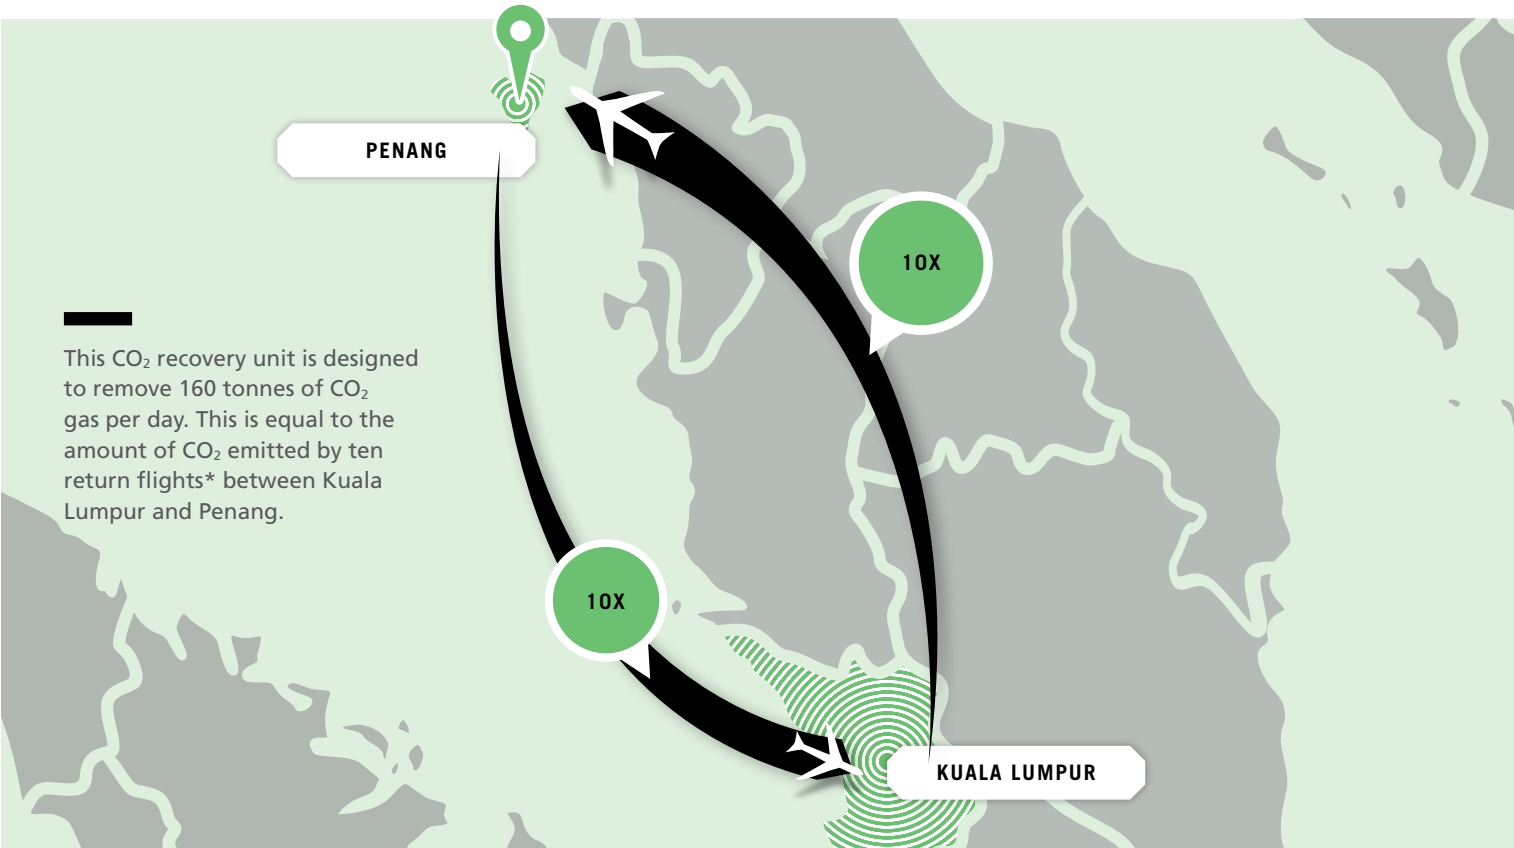 PENANG
10X
This CO₂ recovery unit is designed
to remove 160 tonnes of CO₂
gas per day. This is equal to the
amount of CO₂ emitted by ten
return flights* between Kuala
Lumpur and Penang.
10X
KUALA LUMPUR